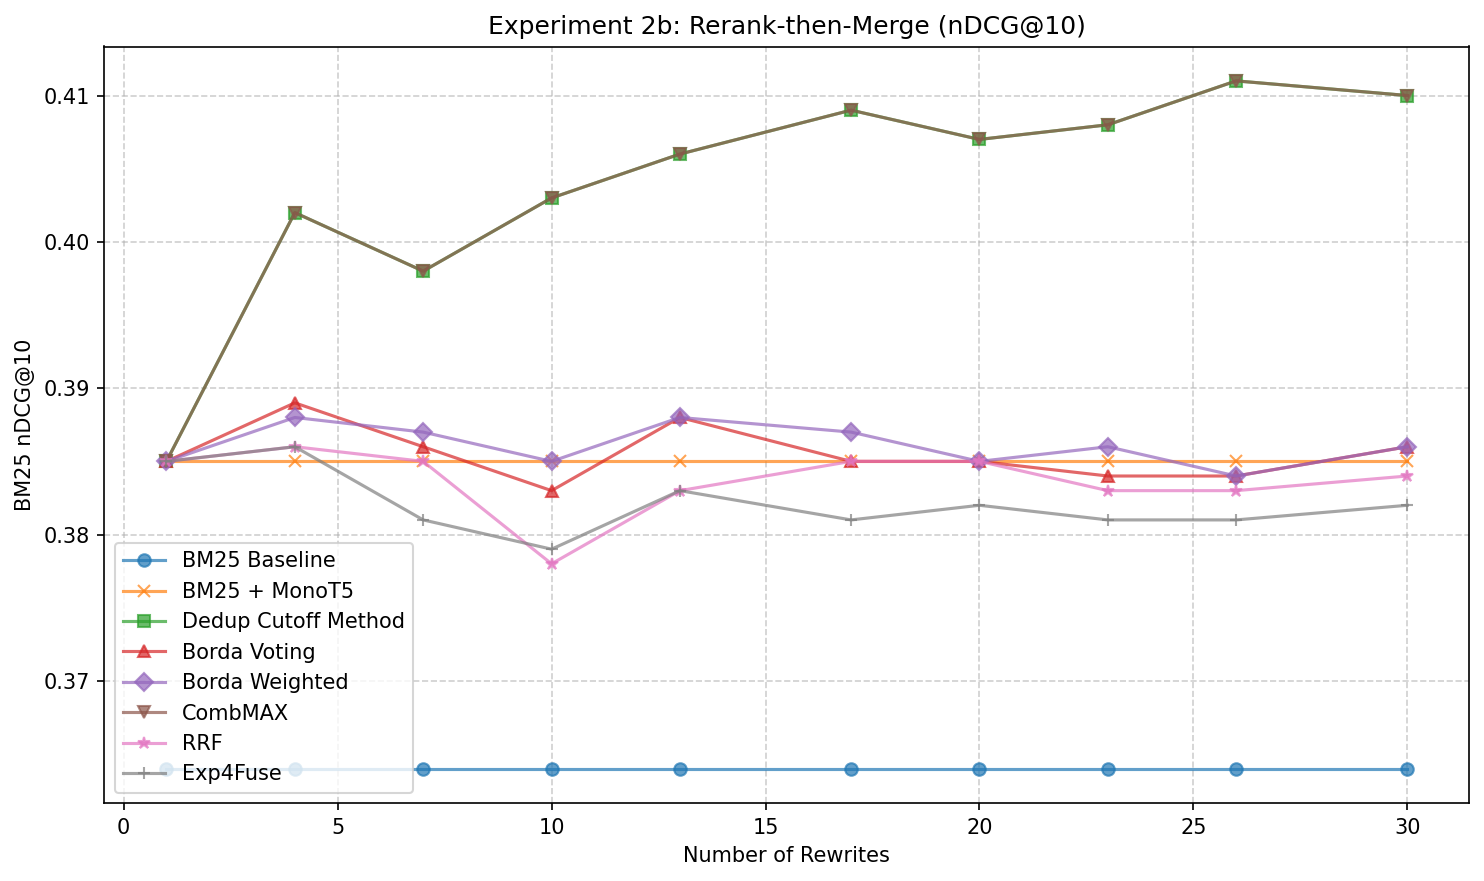 Experiment 2b: Rerank-then-Merge (nDCG@10)
BM25 nDCG@10
0.41
0.40
0.39
0.38
0.37
BM25 Baseline
BM25 + MonoT5
Dedup Cutoff Method
Borda Voting
Borda Weighted
CombMAX
RRF
Exp4Fuse
0 5 10 15 20 25 30
Number of Rewrites